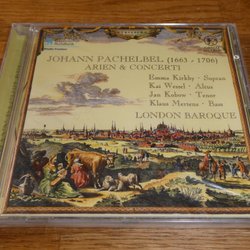 JOHANN PACHELBEL (1663 - 1706)
ARIEN & CONCERTI
Emma Kirkby · Sopran
Kai Wessel · Altus
Jan Kobow · Tenor
Klaus Mertens · Bass
LONDON BAROQUE